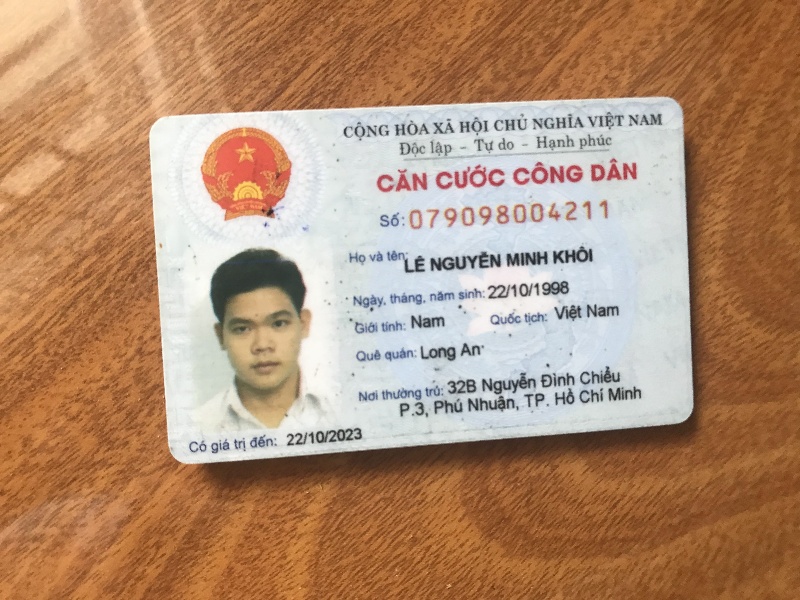 CỘNG HÒA XÃ HỘI CHỦ NGHĨA VIỆT NAM
Độc lập - Tự do - Hạnh phúc
CĂN CƯỚC CÔNG DÂN
Số: 079098004211
Họ và tên: LÊ NGUYỄN MINH KHÔI
Ngày, tháng, năm sinh: 22/10/1998
Giới tính: Nam Quốc tịch: Việt Nam
Quê quán: Long An
Nơi thường trú: 32B Nguyễn Đình Chiểu
P.3, Phú Nhuận, TP. Hồ Chí Minh
Có giá trị đến: 22/10/2023